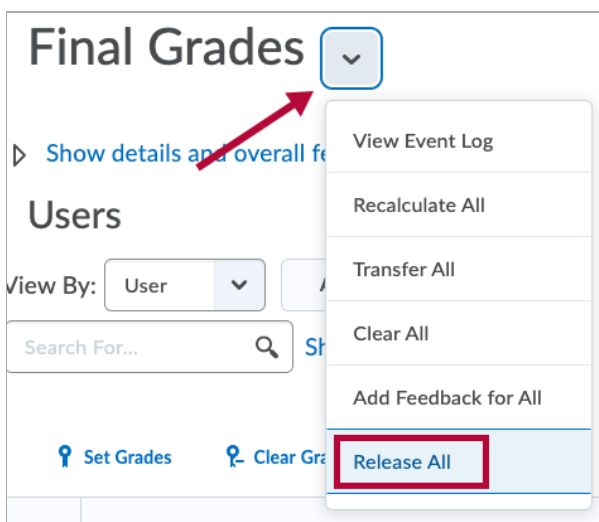 Final Grades
View Event Log
Show details and overall fe
Recalculate All
Users
Transfer All
View By: User
Clear All
Search For...
Sh
Add Feedback for All
Set Grades
Clear Gra
Release All